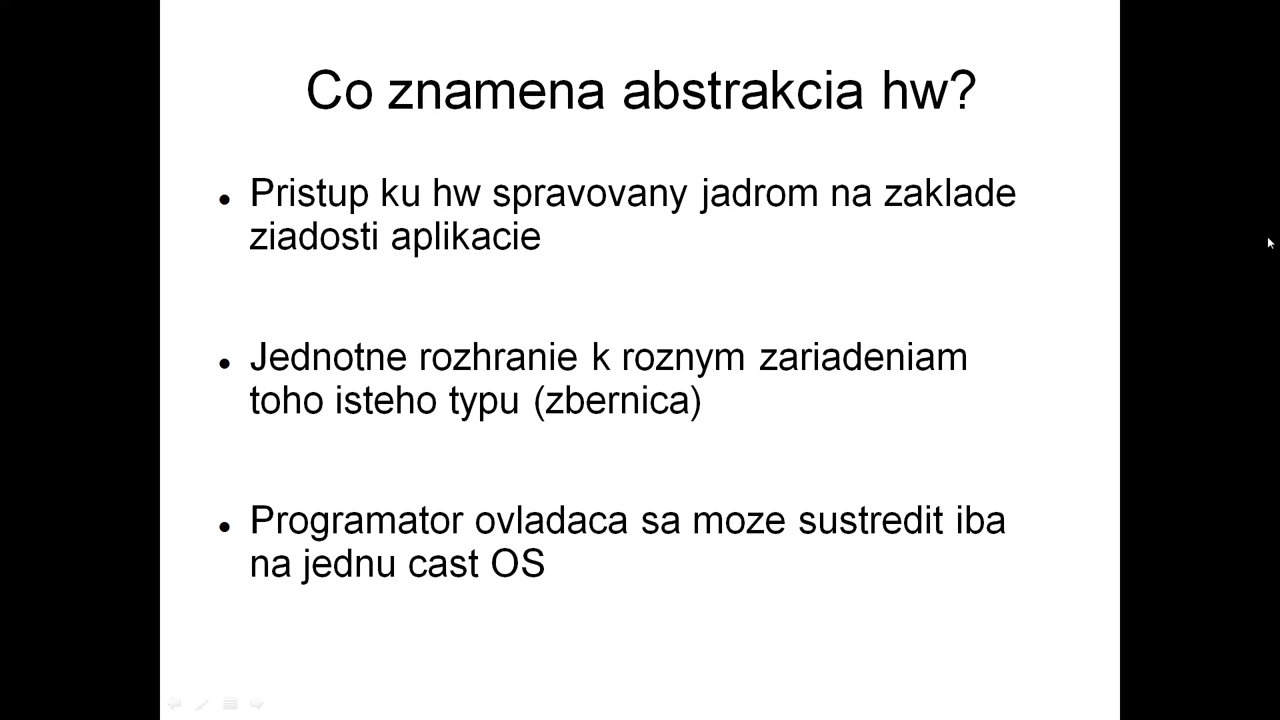 Co znamena abstrakcia hw?
Pristup ku hw spravovany jadrom na zaklade
ziadosti aplikacie
Jednotne rozhranie k roznym zariadeniam
toho isteho typu (zbernica)
Programator ovladaca sa moze sustredit iba
na jednu cast OS